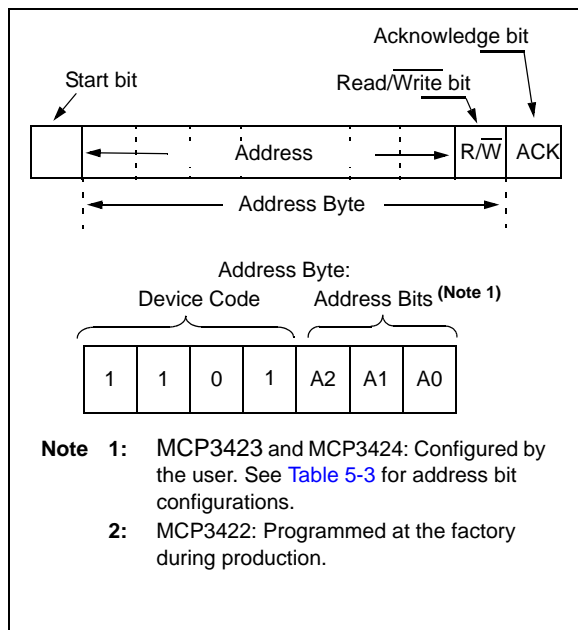 Acknowledge bit
Start bit
Read/Write bit
Address
R/W
ACK
Address Byte
Address Byte:
Device Code
Address Bits (Note 1)
1 1 0 1 A2 A1 A0
Note 1: MCP3423 and MCP3424: Configured by
the user. See Table 5-3 for address bit
configurations.
2: MCP3422: Programmed at the factory
during production.